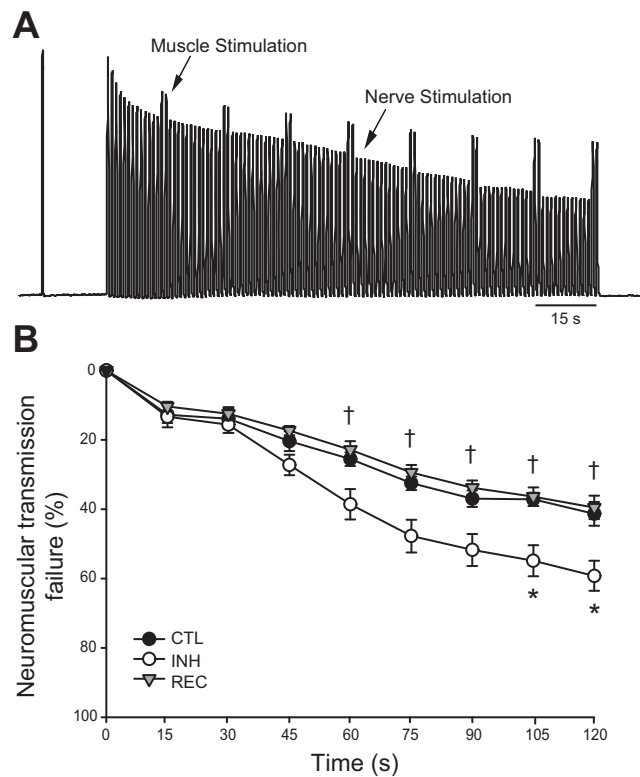 A
Muscle Stimulation
Nerve Stimulation
15 s
B
Neuromuscular transmission
failure (%)
0
20
40
60
80
100
† † † † †
* *
CTL
INH
REC
0 15 30 45 60 75 90 105 120
Time (s)